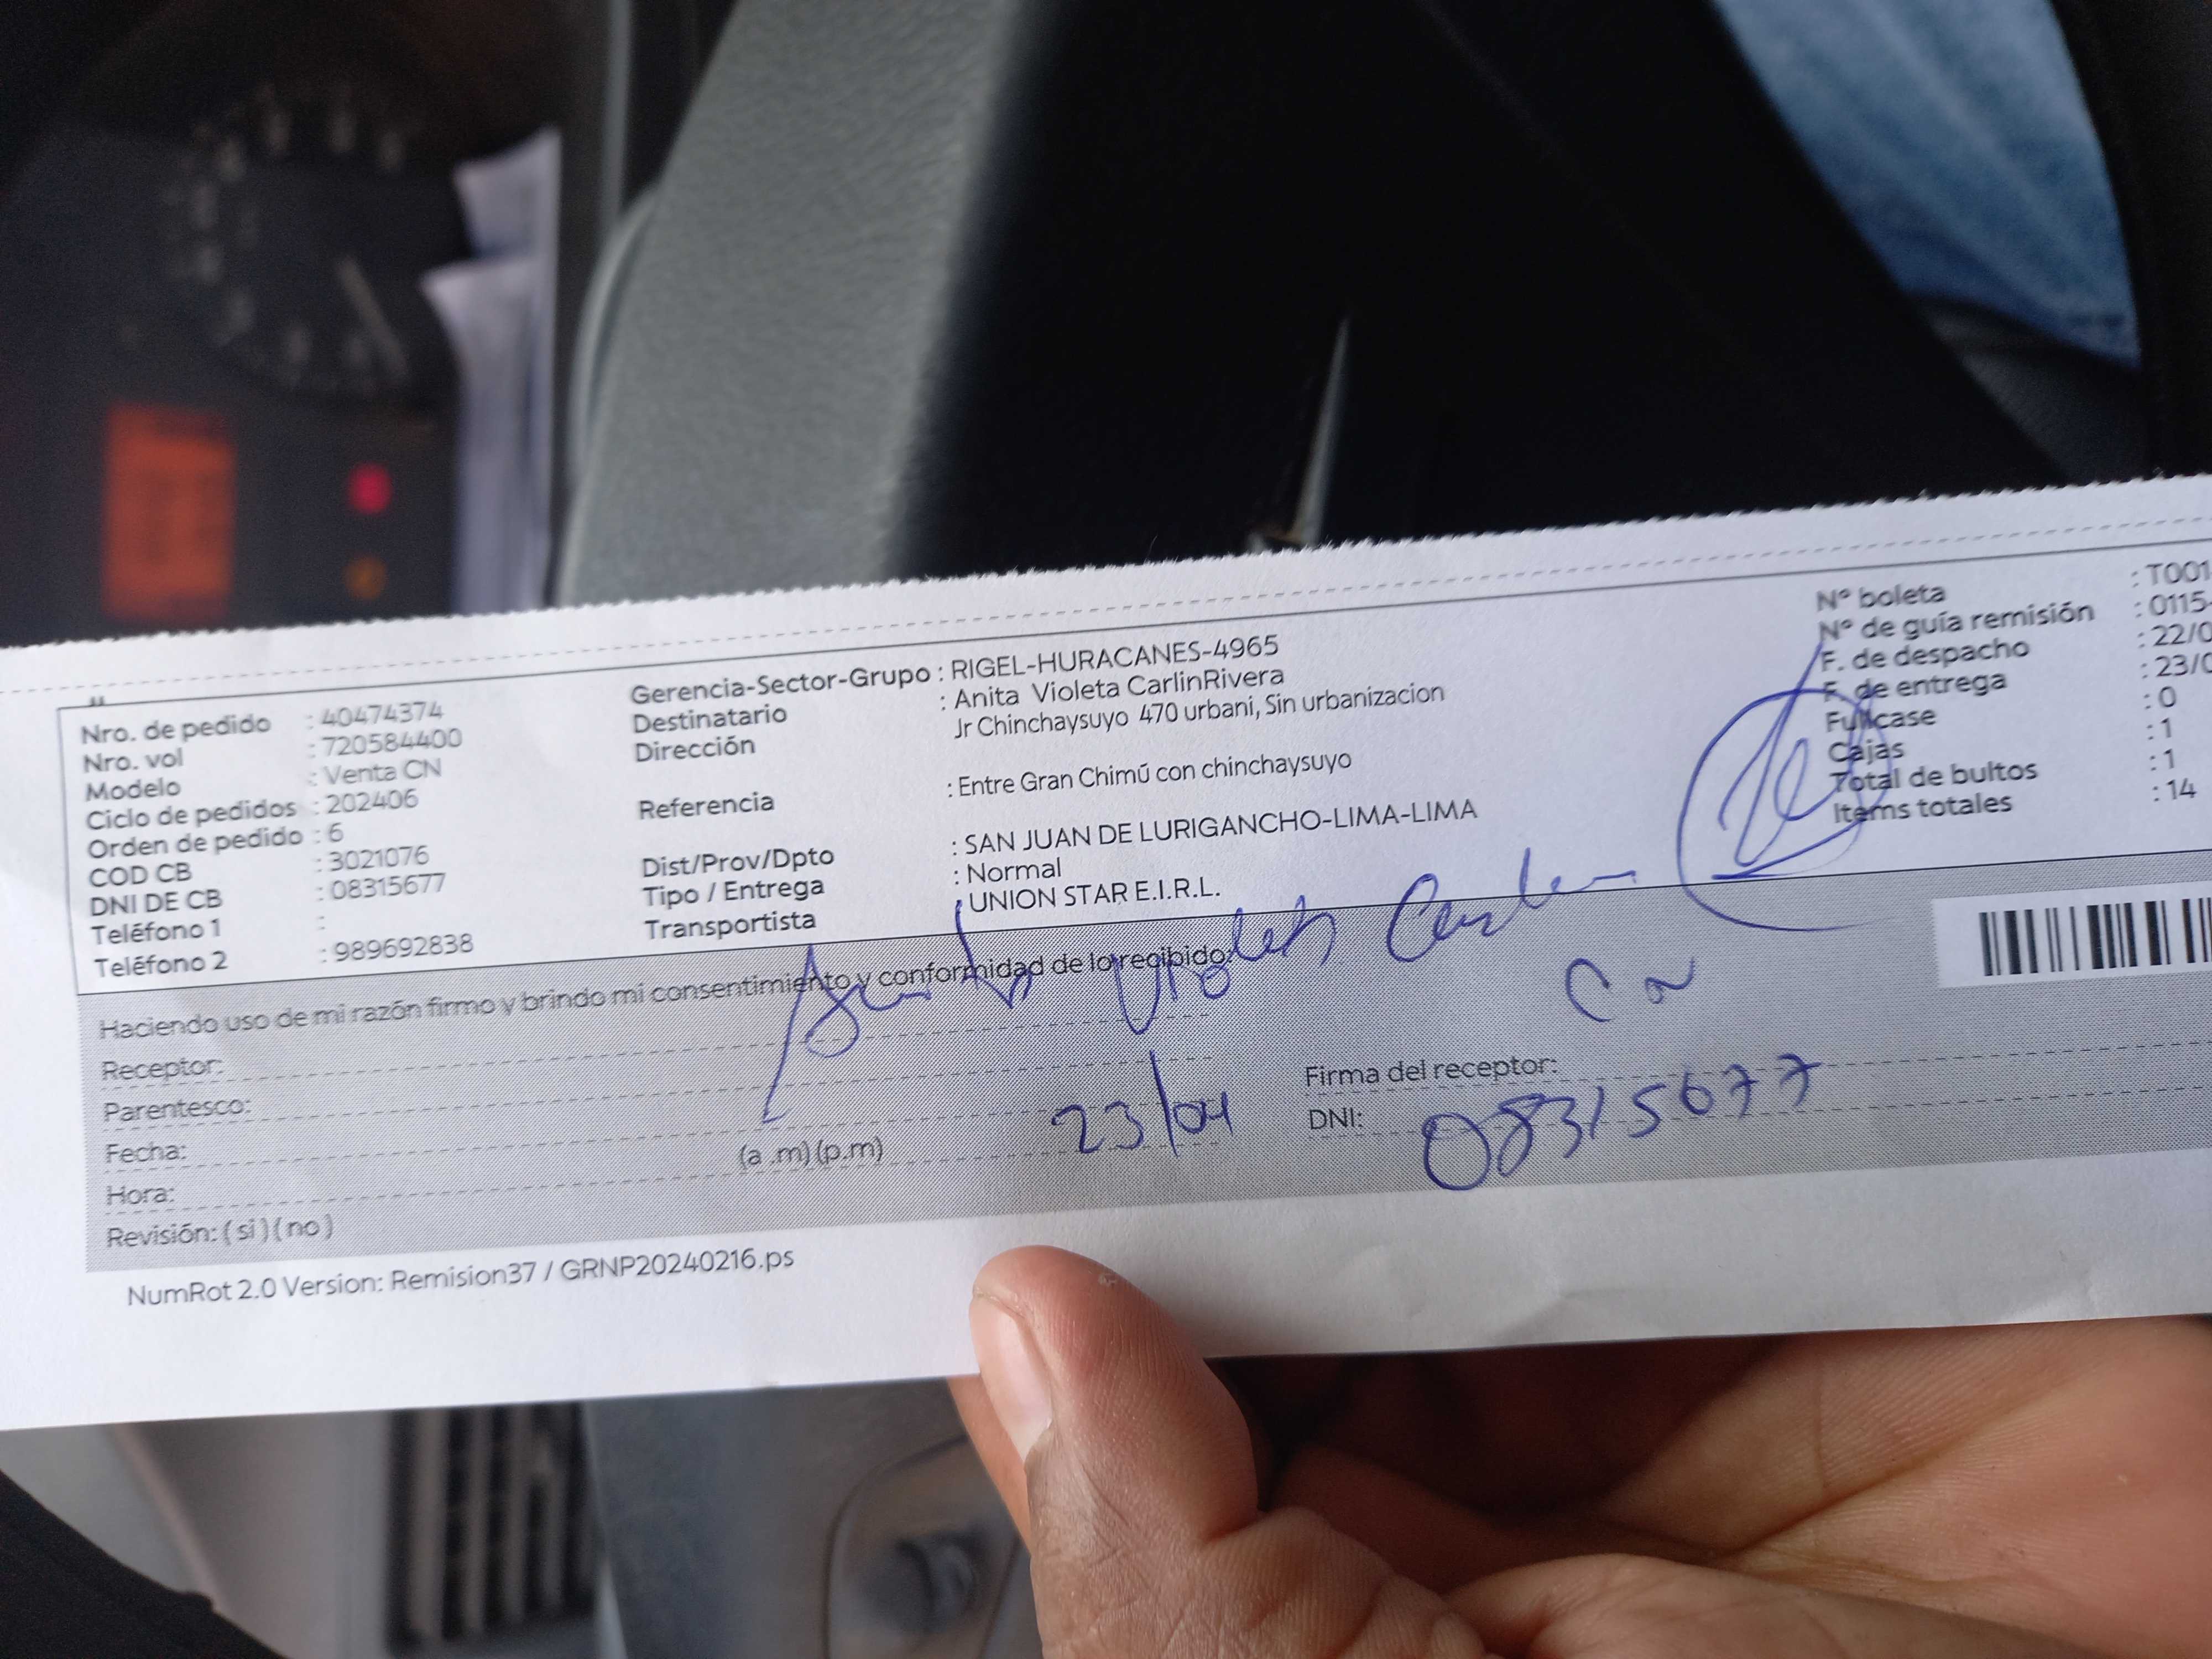 Nro. de pedido : 40474374
Nro. vol : 720584400
Modelo : Venta CN
Ciclo de pedidos : 202406
Orden de pedido : 6
COD CB : 3021076
DNI DE CB : 08315677
Teléfono 1 :
Teléfono 2 : 989692838
Gerencia-Sector-Grupo : RIGEL-HURACANES-4965
Destinatario : Anita Violeta CarlinRivera
Dirección Jr Chinchaysuyo 470 urbani, Sin urbanizacion
Referencia : Entre Gran Chimú con chinchaysuyo
Dist/Prov/Dpto : SAN JUAN DE LURIGANCHO-LIMA-LIMA
Tipo / Entrega : Normal
Transportista : UNION STAR E.I.R.L.
N° boleta : T001
N° de guía remisión : 0115-
F. de despacho : 22/0
F. de entrega : 23/0
Fullcase : 0
Cajas : 1
Total de bultos : 1
Items totales : 14
Haciendo uso de mi razón firmo y brindo mi consentimiento y conformidad de lo recibido:
Violeta Carlin
Receptor:
Parentesco:
Fecha: 23/04
Hora: (a .m) (p.m)
Revisión: ( si ) ( no )
Firma del receptor:
DNI: 08315677
NumRot 2.0 Version: Remision37 / GRNP20240216.ps